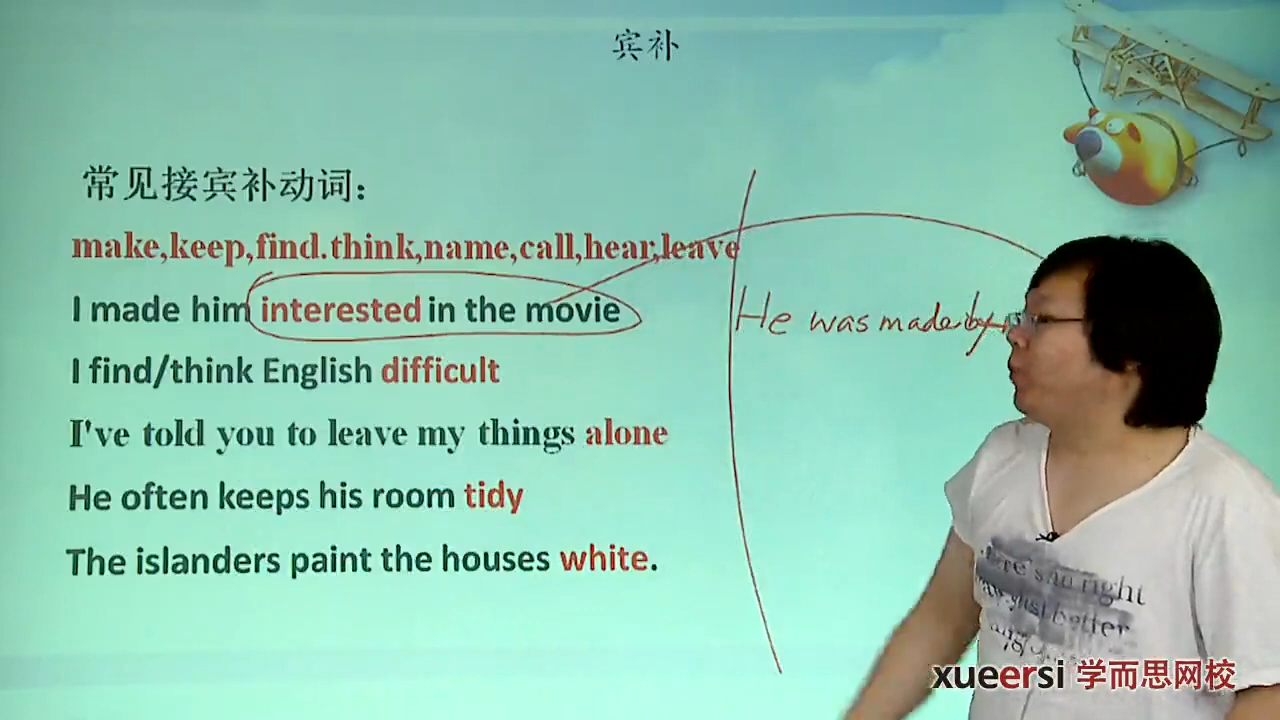 宾补
常见接宾补动词：
make,keep,find.think,name,call,hear,leave
I made him interested in the movie
He was made by
I find/think English difficult
I've told you to leave my things alone
He often keeps his room tidy
The islanders paint the houses white.
right
just better
xueersi 学而思网校